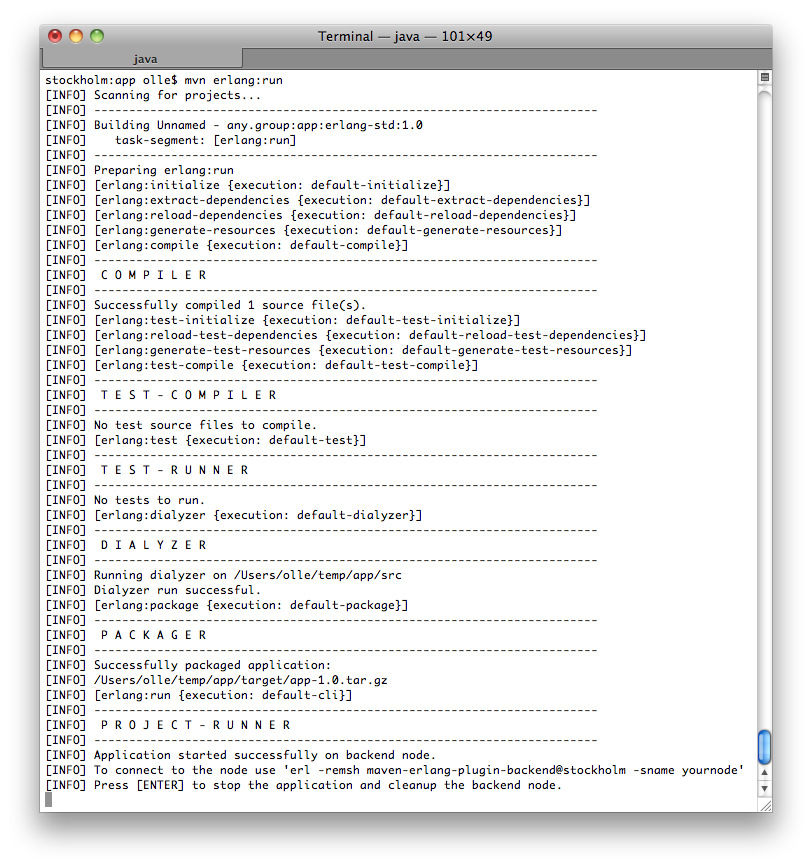 Terminal — java — 101×49
java
stockholm:app olle$ mvn erlang:run
[INFO] Scanning for projects...
[INFO] ------------------------------------------------------------------------
[INFO] Building Unnamed - any.group:app:erlang-std:1.0
[INFO]    task-segment: [erlang:run]
[INFO] ------------------------------------------------------------------------
[INFO] Preparing erlang:run
[INFO] [erlang:initialize {execution: default-initialize}]
[INFO] [erlang:extract-dependencies {execution: default-extract-dependencies}]
[INFO] [erlang:reload-dependencies {execution: default-reload-dependencies}]
[INFO] [erlang:generate-resources {execution: default-generate-resources}]
[INFO] [erlang:compile {execution: default-compile}]
[INFO] ------------------------------------------------------------------------
[INFO]  C O M P I L E R
[INFO] ------------------------------------------------------------------------
[INFO] Successfully compiled 1 source file(s).
[INFO] [erlang:test-initialize {execution: default-test-initialize}]
[INFO] [erlang:reload-test-dependencies {execution: default-reload-test-dependencies}]
[INFO] [erlang:generate-test-resources {execution: default-generate-test-resources}]
[INFO] [erlang:test-compile {execution: default-test-compile}]
[INFO] ------------------------------------------------------------------------
[INFO]  T E S T - C O M P I L E R
[INFO] ------------------------------------------------------------------------
[INFO] No test source files to compile.
[INFO] [erlang:test {execution: default-test}]
[INFO] ------------------------------------------------------------------------
[INFO]  T E S T - R U N N E R
[INFO] ------------------------------------------------------------------------
[INFO] No tests to run.
[INFO] [erlang:dialyzer {execution: default-dialyzer}]
[INFO] ------------------------------------------------------------------------
[INFO]  D I A L Y Z E R
[INFO] ------------------------------------------------------------------------
[INFO] Running dialyzer on /Users/olle/temp/app/src
[INFO] Dialyzer run successful.
[INFO] [erlang:package {execution: default-package}]
[INFO] ------------------------------------------------------------------------
[INFO]  P A C K A G E R
[INFO] ------------------------------------------------------------------------
[INFO] Successfully packaged application:
[INFO] /Users/olle/temp/app/target/app-1.0.tar.gz
[INFO] [erlang:run {execution: default-cli}]
[INFO] ------------------------------------------------------------------------
[INFO]  P R O J E C T - R U N N E R
[INFO] ------------------------------------------------------------------------
[INFO] Application started successfully on backend node.
[INFO] To connect to the node use 'erl -remsh maven-erlang-plugin-backend@stockholm -sname yournode'
[INFO] Press [ENTER] to stop the application and cleanup the backend node.